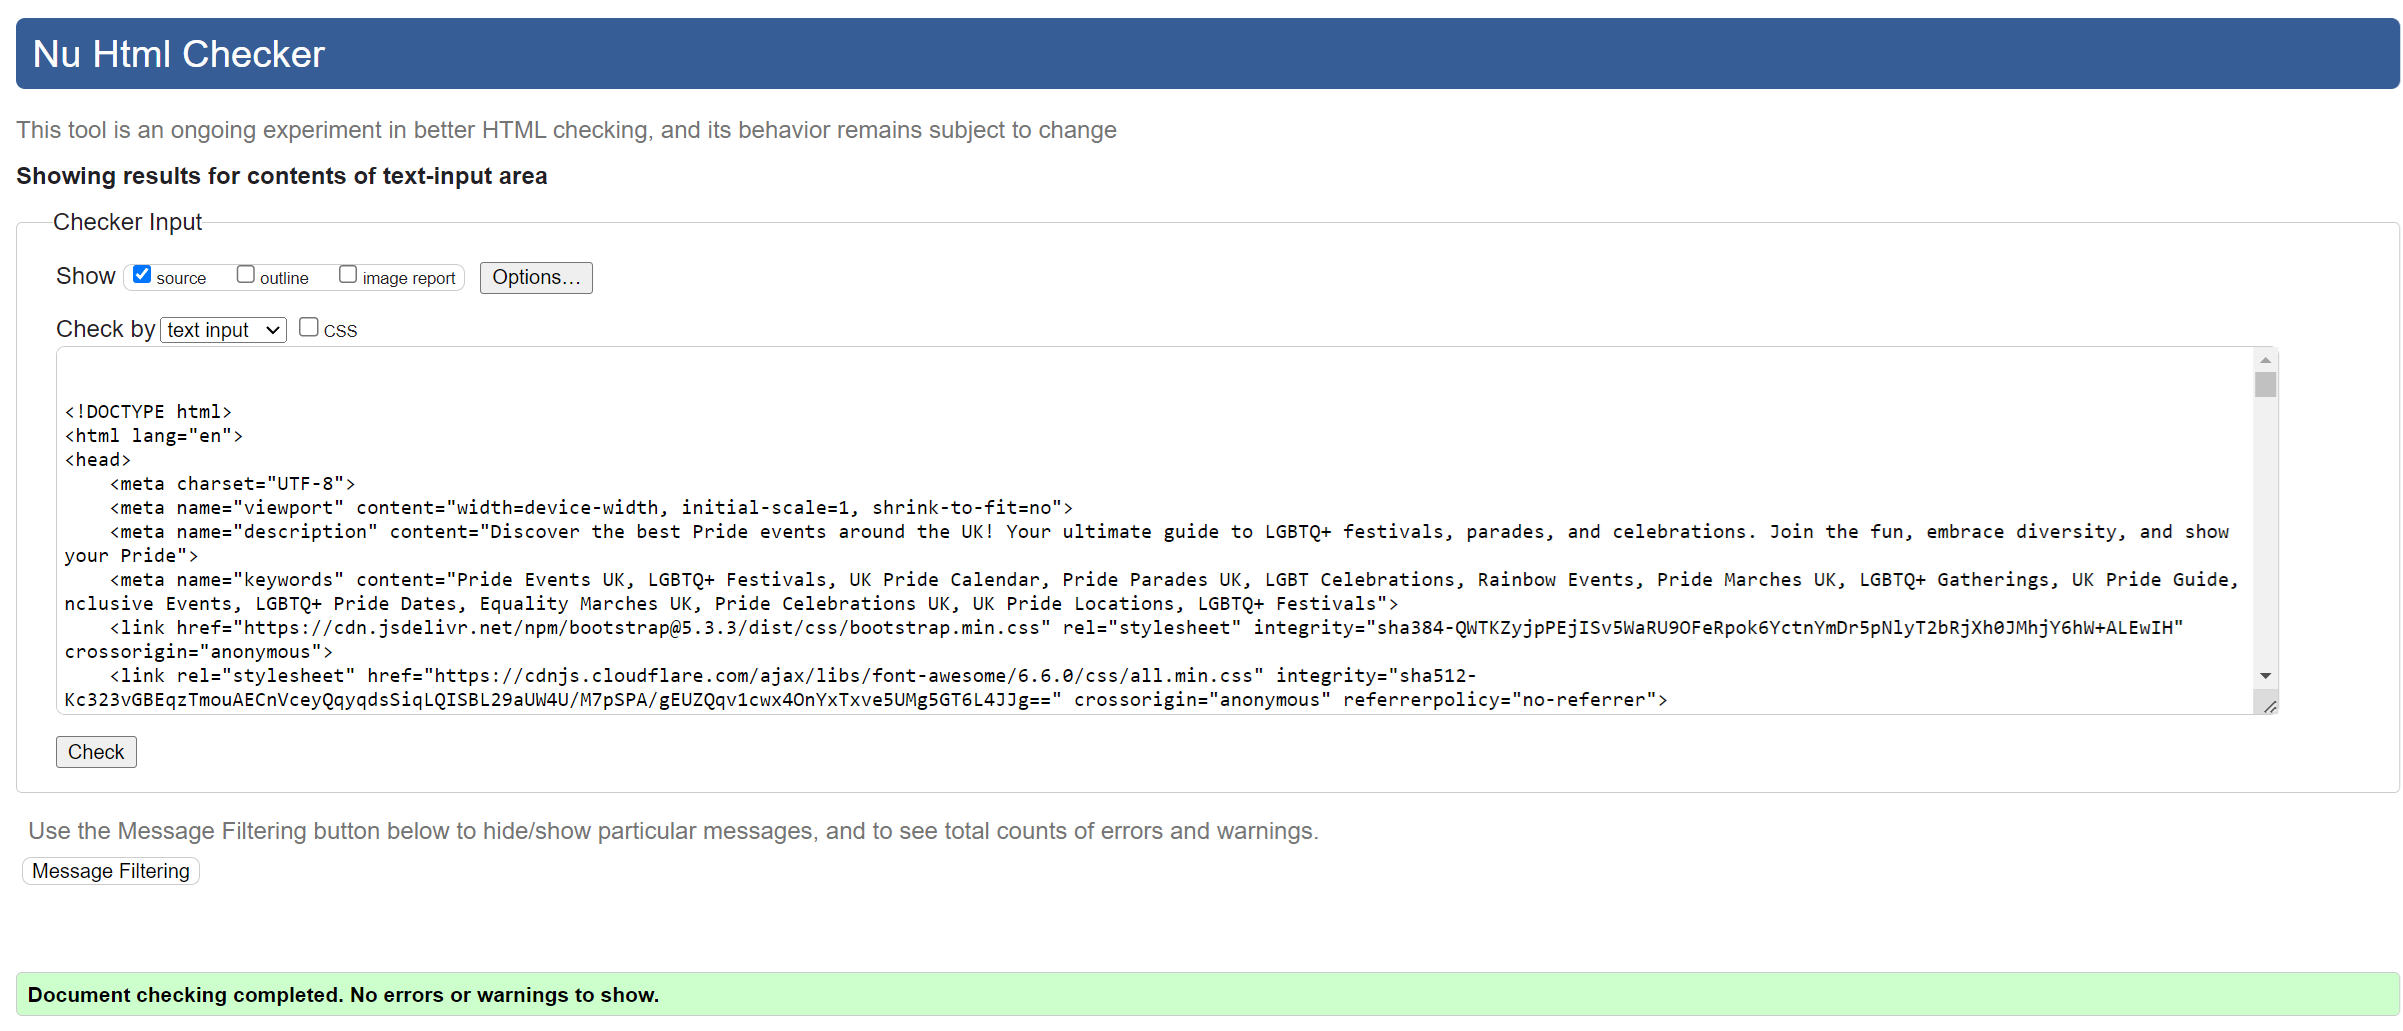 Nu Html Checker
This tool is an ongoing experiment in better HTML checking, and its behavior remains subject to change
Showing results for contents of text-input area
Checker Input
Show source outline image report Options...
Check by text input CSS
<!DOCTYPE html>
<html lang="en">
<head>
    <meta charset="UTF-8">
    <meta name="viewport" content="width=device-width, initial-scale=1, shrink-to-fit=no">
    <meta name="description" content="Discover the best Pride events around the UK! Your ultimate guide to LGBTQ+ festivals, parades, and celebrations. Join the fun, embrace diversity, and show
your Pride">
    <meta name="keywords" content="Pride Events UK, LGBTQ+ Festivals, UK Pride Calendar, Pride Parades UK, LGBT Celebrations, Rainbow Events, Pride Marches UK, LGBTQ+ Gatherings, UK Pride Guide,
nclusive Events, LGBTQ+ Pride Dates, Equality Marches UK, Pride Celebrations UK, UK Pride Locations, LGBTQ+ Festivals">
    <link href="https://cdn.jsdelivr.net/npm/bootstrap@5.3.3/dist/css/bootstrap.min.css" rel="stylesheet" integrity="sha384-QWTKZyjpPEjISv5WaRU9OFeRpok6YctnYmDr5pNlyT2bRjXh0JMhjY6hW+ALEwIH"
crossorigin="anonymous">
    <link rel="stylesheet" href="https://cdnjs.cloudflare.com/ajax/libs/font-awesome/6.6.0/css/all.min.css" integrity="sha512-
Kc323vGBEqzTmouAECnVceyQqyqdsSiqLQISBL29aUW4U/M7pSPA/gEUZQqv1cwx4OnYxTxve5UMg5GT6L4JJg==" crossorigin="anonymous" referrerpolicy="no-referrer">
Check
Use the Message Filtering button below to hide/show particular messages, and to see total counts of errors and warnings.
Message Filtering
Document checking completed. No errors or warnings to show.